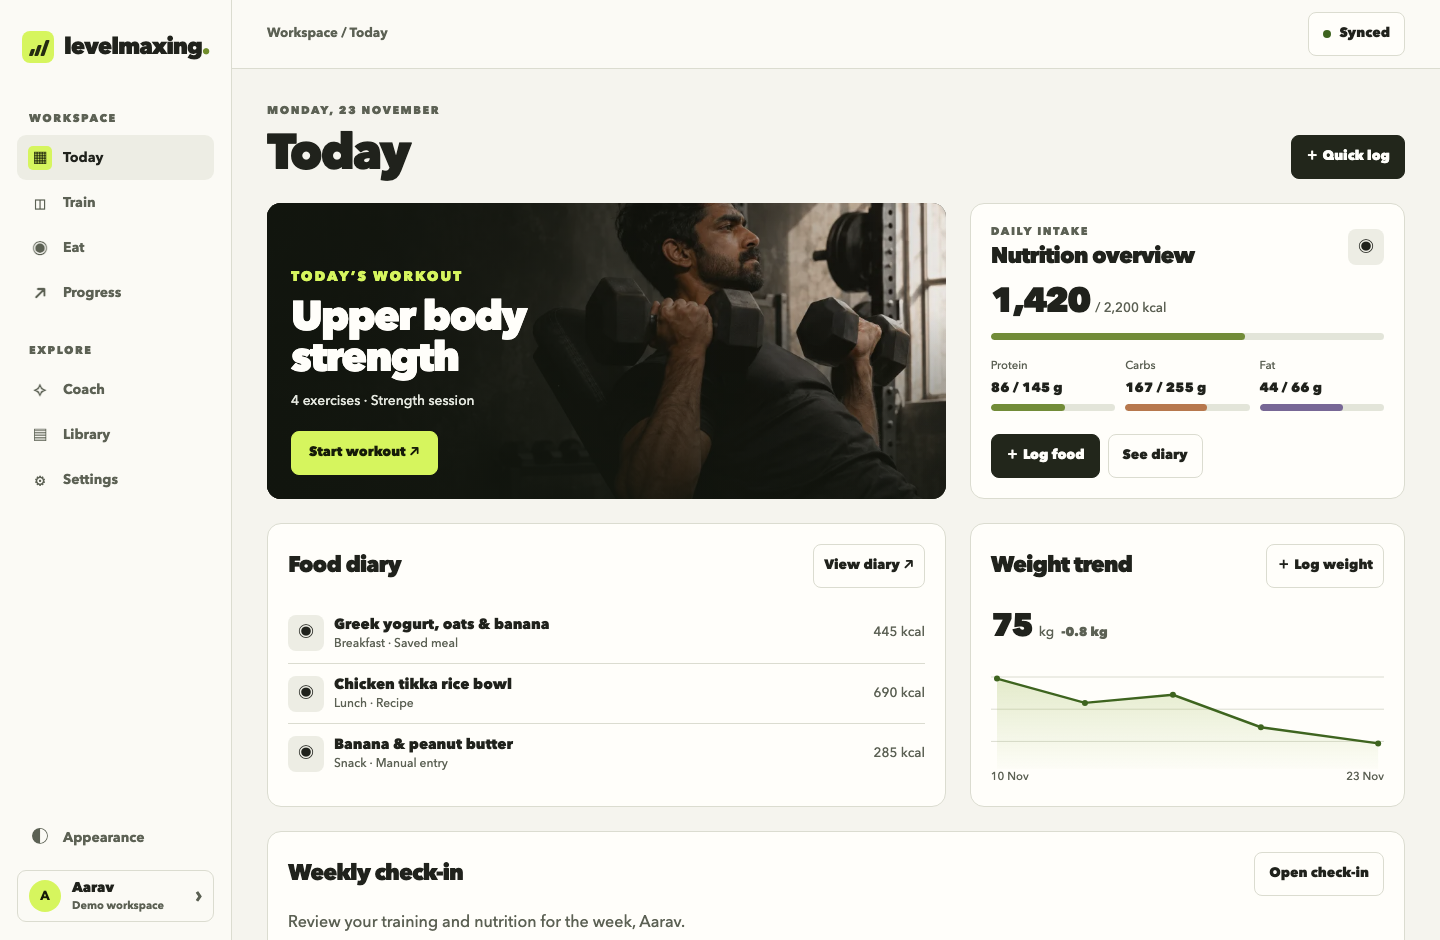 levelmaxing.
WORKSPACE
Today
Train
Eat
Progress
EXPLORE
Coach
Library
Settings
Appearance
A
Aarav
Demo workspace
Workspace / Today
Synced
MONDAY, 23 NOVEMBER
Today
+ Quick log
TODAY'S WORKOUT
Upper body
strength
4 exercises · Strength session
Start workout ↗
DAILY INTAKE
Nutrition overview
1,420 / 2,200 kcal
Protein
86 / 145 g
Carbs
167 / 255 g
Fat
44 / 66 g
+ Log food
See diary
Food diary
View diary ↗
Greek yogurt, oats & banana
Breakfast · Saved meal
445 kcal
Chicken tikka rice bowl
Lunch · Recipe
690 kcal
Banana & peanut butter
Snack · Manual entry
285 kcal
Weight trend
+ Log weight
75 kg -0.8 kg
10 Nov
23 Nov
Weekly check-in
Open check-in
Review your training and nutrition for the week, Aarav.